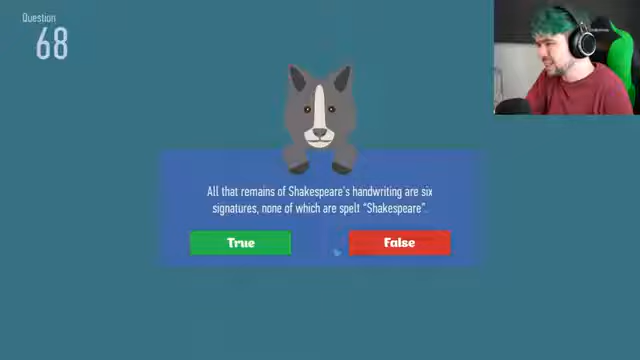 Question
68
All that remains of Shakespeare's handwriting are six
signatures, none of which are spelt “Shakespeare”.
True
False